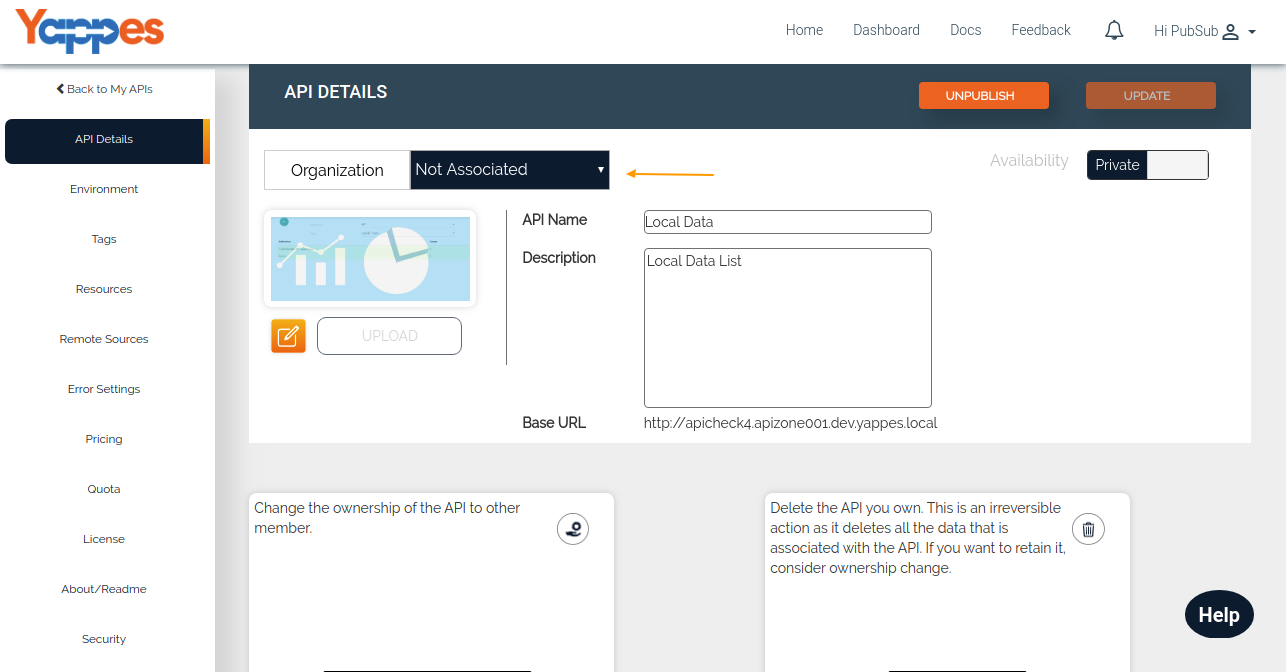 Yappes
Home
Dashboard
Docs
Feedback
Hi PubSub
Back to My APIs
API Details
Environment
Tags
Resources
Remote Sources
Error Settings
Pricing
Quota
License
About/Readme
Security
API DETAILS
UNPUBLISH
UPDATE
Organization
Not Associated
Availability
Private
UPLOAD
API Name
Local Data
Description
Local Data List
Base URL
http://apicheck4.apizone001.dev.yappes.local
Change the ownership of the API to other
member.
Delete the API you own. This is an irreversible
action as it deletes all the data that is
associated with the API. If you want to retain it,
consider ownership change.
Help